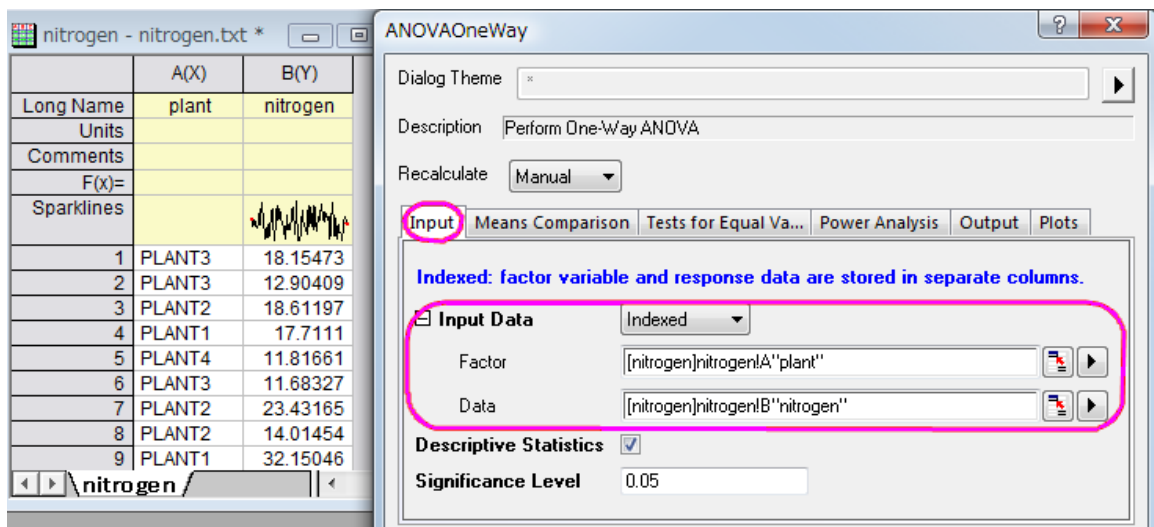 nitrogen - nitrogen.txt *
A(X) B(Y)
Long Name plant nitrogen
Units
Comments
F(x)=
Sparklines
1 PLANT3 18.15473
2 PLANT3 12.90409
3 PLANT2 18.61197
4 PLANT1 17.7111
5 PLANT4 11.81661
6 PLANT3 11.68327
7 PLANT2 23.43165
8 PLANT2 14.01454
9 PLANT1 32.15046
nitrogen
ANOVAOneWay
Dialog Theme *
Description Perform One-Way ANOVA
Recalculate Manual
Input Means Comparison Tests for Equal Va... Power Analysis Output Plots
Indexed: factor variable and response data are stored in separate columns.
Input Data Indexed
Factor [nitrogen]nitrogen!A"plant"
Data [nitrogen]nitrogen!B"nitrogen"
Descriptive Statistics
Significance Level 0.05